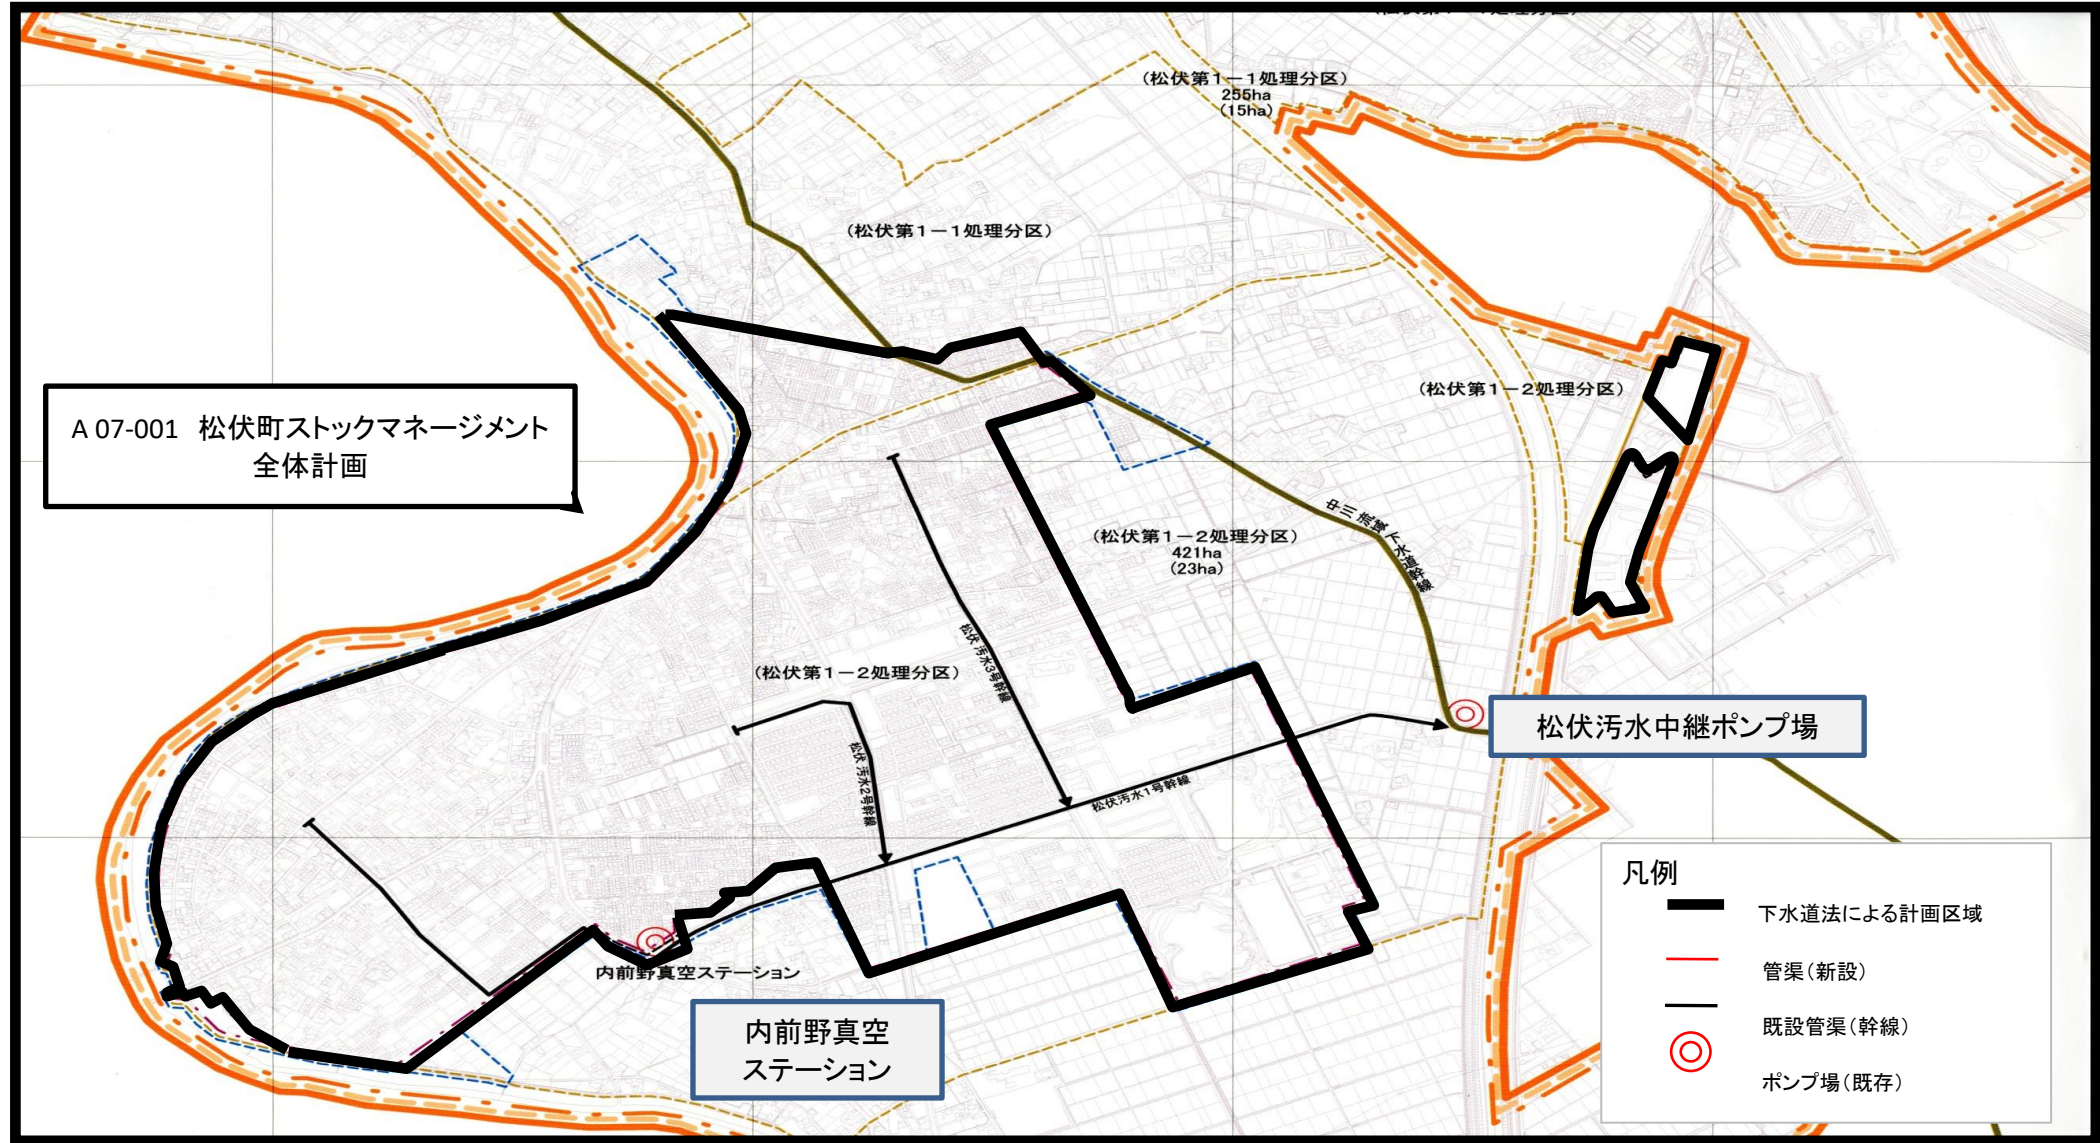 (松伏第1－1処理分区)
255ha
(15ha)
(松伏第1－1処理分区)
(松伏第1－2処理分区)
A 07-001 松伏町ストックマネージメント
全体計画
(松伏第1－2処理分区)
421ha
(23ha)
中川流域下水道幹線
松伏汚水3号幹線
(松伏第1－2処理分区)
松伏汚水中継ポンプ場
松伏汚水2号幹線
松伏汚水1号幹線
内前野真空ステーション
内前野真空
ステーション
凡例
下水道法による計画区域
管渠(新設)
既設管渠(幹線)
ポンプ場(既存)